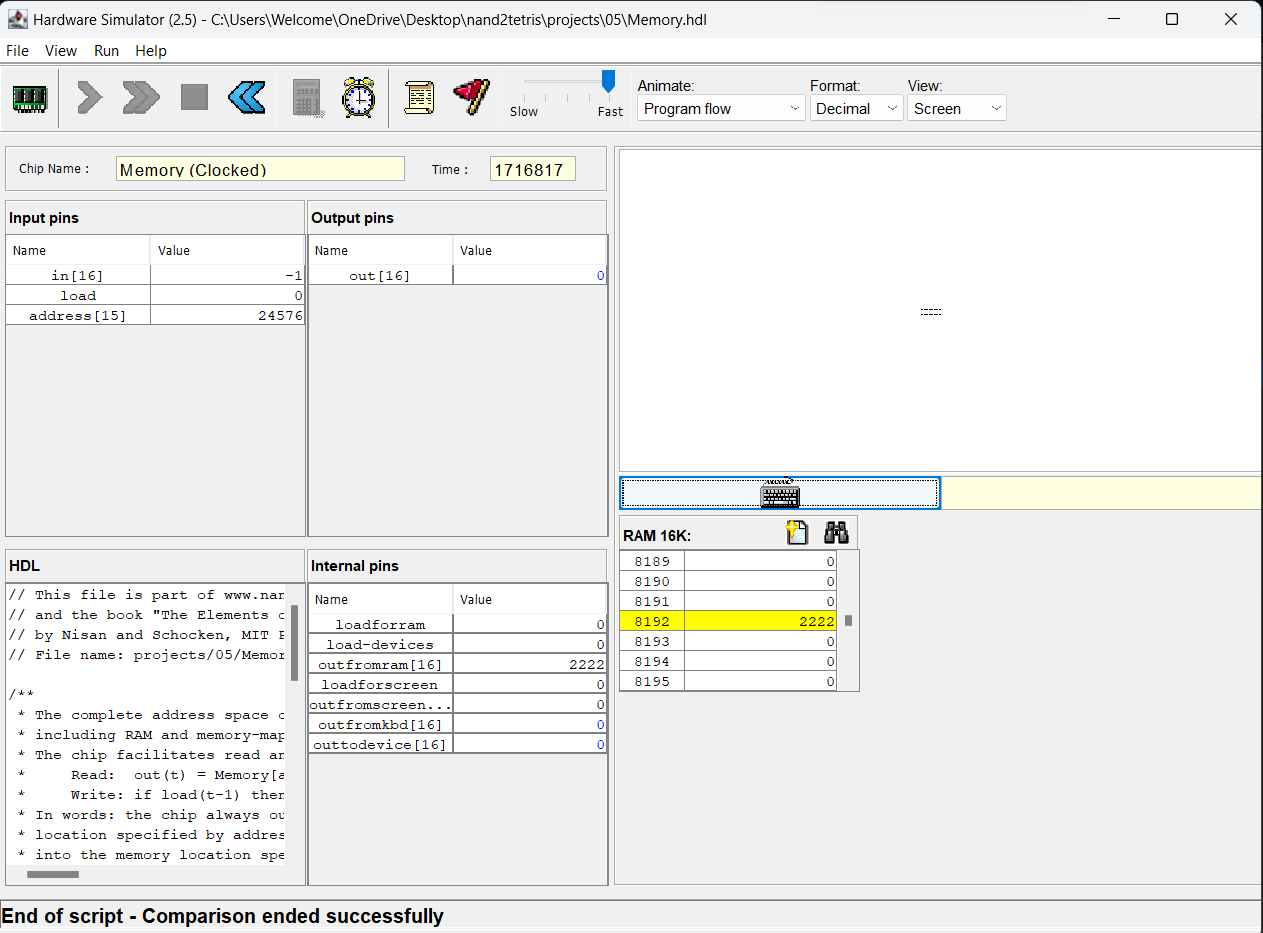 Hardware Simulator (2.5) - C:\Users\Welcome\OneDrive\Desktop\nand2tetris\projects\05\Memory.hdl
File View Run Help
Slow Fast
Animate:
Program flow
Format:
Decimal
View:
Screen
Chip Name : Memory (Clocked) Time : 1716817
Input pins
Name Value
in[16] -1
load 0
address[15] 24576
Output pins
Name Value
out[16] 0
HDL
// This file is part of www.nan
// and the book "The Elements o
// by Nisan and Schocken, MIT P
// File name: projects/05/Memor
/**
* The complete address space o
* including RAM and memory-map
* The chip facilitates read an
* Read: out(t) = Memory[a
* Write: if load(t-1) then
* In words: the chip always ou
* location specified by addres
* into the memory location spe
Internal pins
Name Value
loadforram 0
load-devices 0
outfromram[16] 2222
loadforscreen 0
outfromscreen... 0
outfromkbd[16] 0
outtodevice[16] 0
RAM 16K:
8189 0
8190 0
8191 0
8192 2222
8193 0
8194 0
8195 0
End of script - Comparison ended successfully